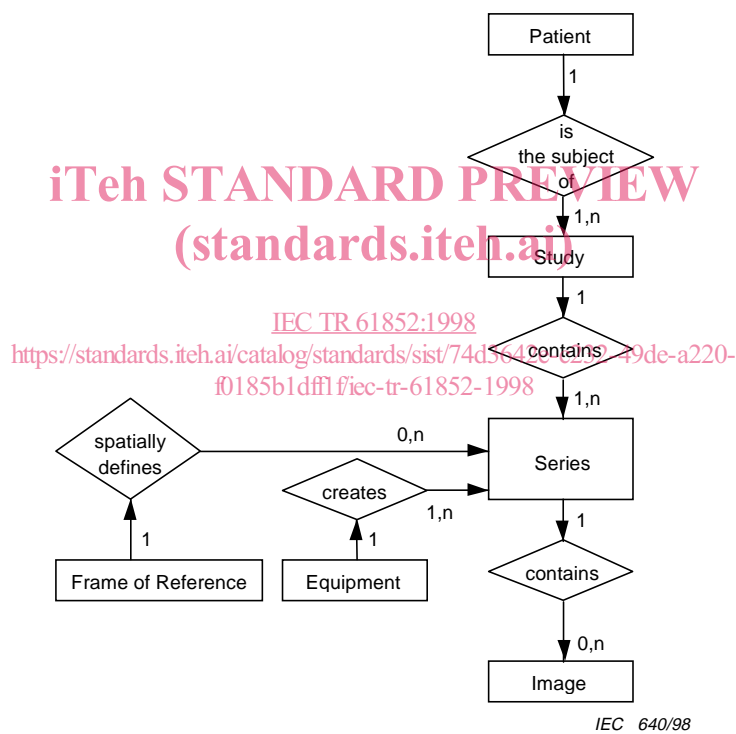 Patient
1
is
the subject
of
iTeh STANDARD PREVIEW
1,n
(standards.iteh.ai)
Study
1
IEC TR 61852:1998
contains
f0185b1dff1f/iec-tr-61852-1998
1,n
0,n
spatially
defines
Series
creates
1,n
1
1
1
Frame of Reference
Equipment
contains
0,n
Image
IEC 640/98